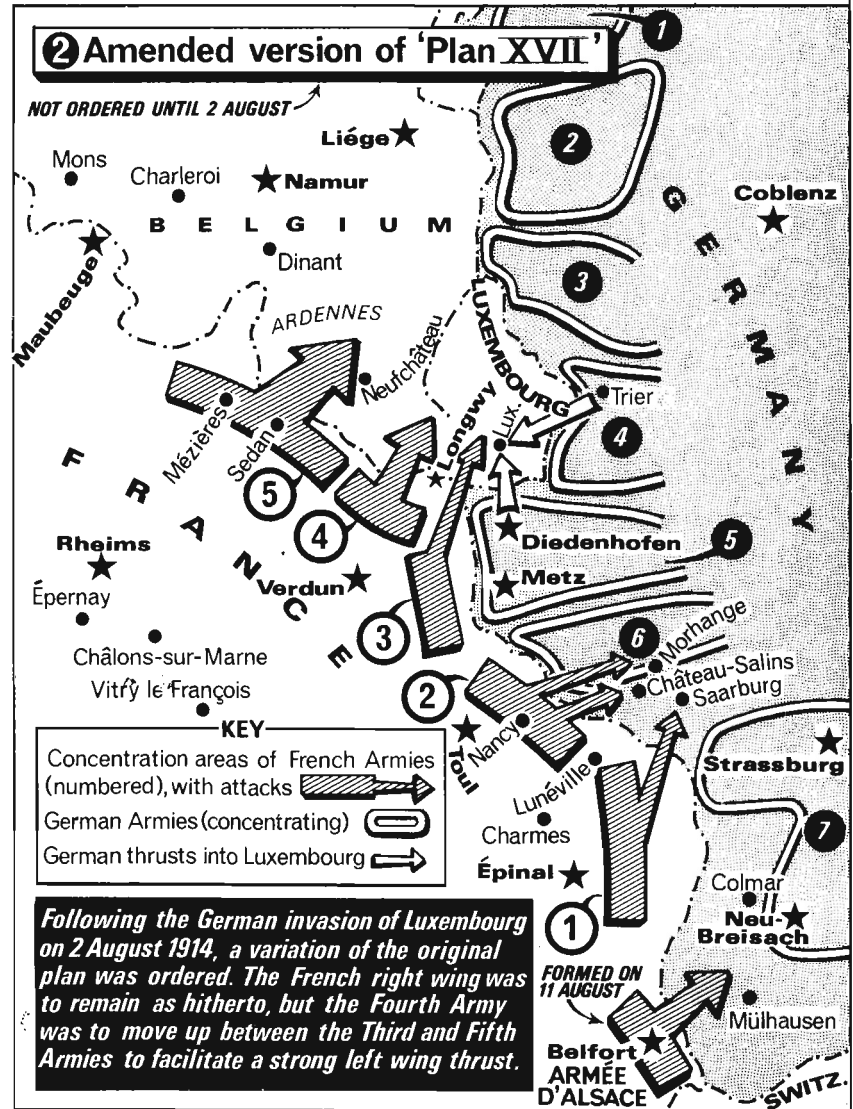 2 Amended version of 'Plan XVII'
NOT ORDERED UNTIL 2 AUGUST
1
2
Liége
Mons
Charleroi
Namur
Coblenz
BELGIUM
GERMANY
Dinant
Maubeuge
3
ARDENNES
LUXEMBOURG
Neufchâteau
Trier
Lux.
Longwy
4
Mézières
Sedan
5
4
FRANCE
Diedenhofen
5
Rheims
Metz
Verdun
Épernay
3
6
Morhange
Châlons-sur-Marne
2
Château-Salins
Vitry le François
Saarburg
Nancy
Toul
Strassburg
Lunéville
Charmes
7
Épinal
Colmar
1
Neu-
Breisach
KEY
Concentration areas of French Armies
(numbered), with attacks
German Armies (concentrating)
German thrusts into Luxembourg
Following the German invasion of Luxembourg
on 2 August 1914, a variation of the original
plan was ordered. The French right wing was
to remain as hitherto, but the Fourth Army
was to move up between the Third and Fifth
Armies to facilitate a strong left wing thrust.
FORMED ON
11 AUGUST
Mülhausen
Belfort
ARMÉE
D'ALSACE
SWITZ.